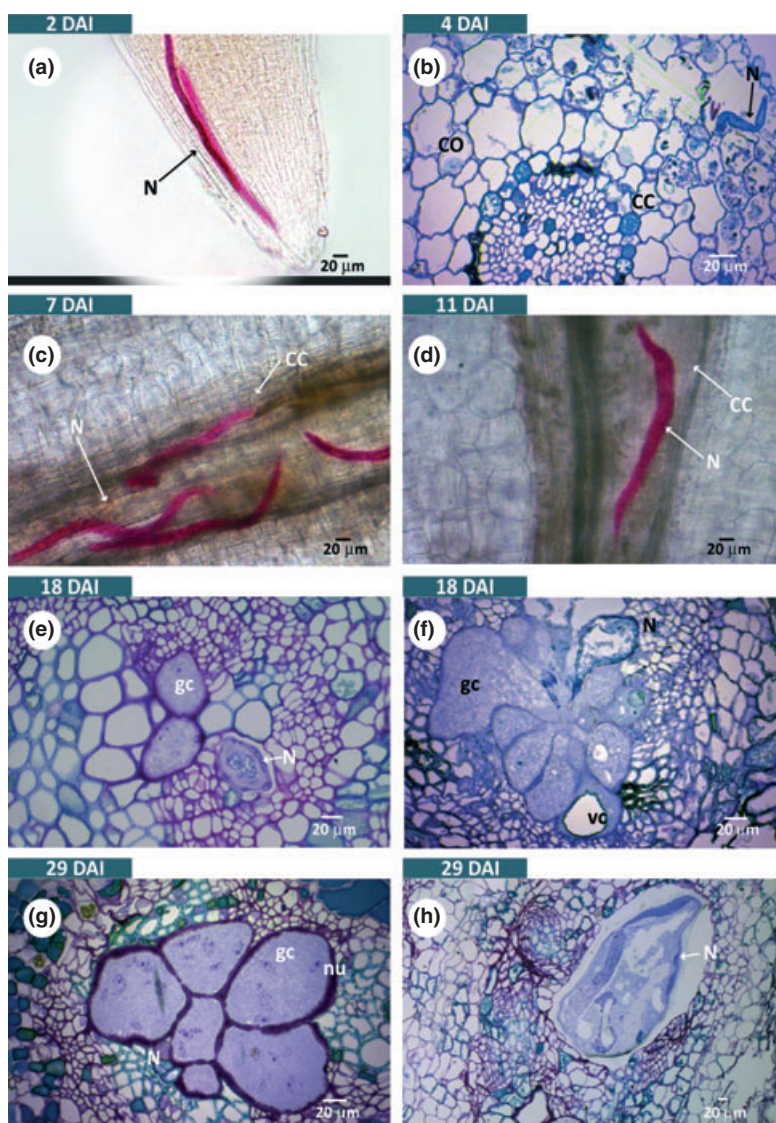 2 DAI
(a)
N
20 µm
4 DAI
(b)
N
CO
CC
20 µm
7 DAI
(c)
CC
N
20 µm
11 DAI
(d)
CC
N
20 µm
18 DAI
(e)
gc
N
20 µm
18 DAI
(f)
N
gc
vc
20 µm
29 DAI
(g)
gc
nu
N
20 µm
29 DAI
(h)
N
20 µm